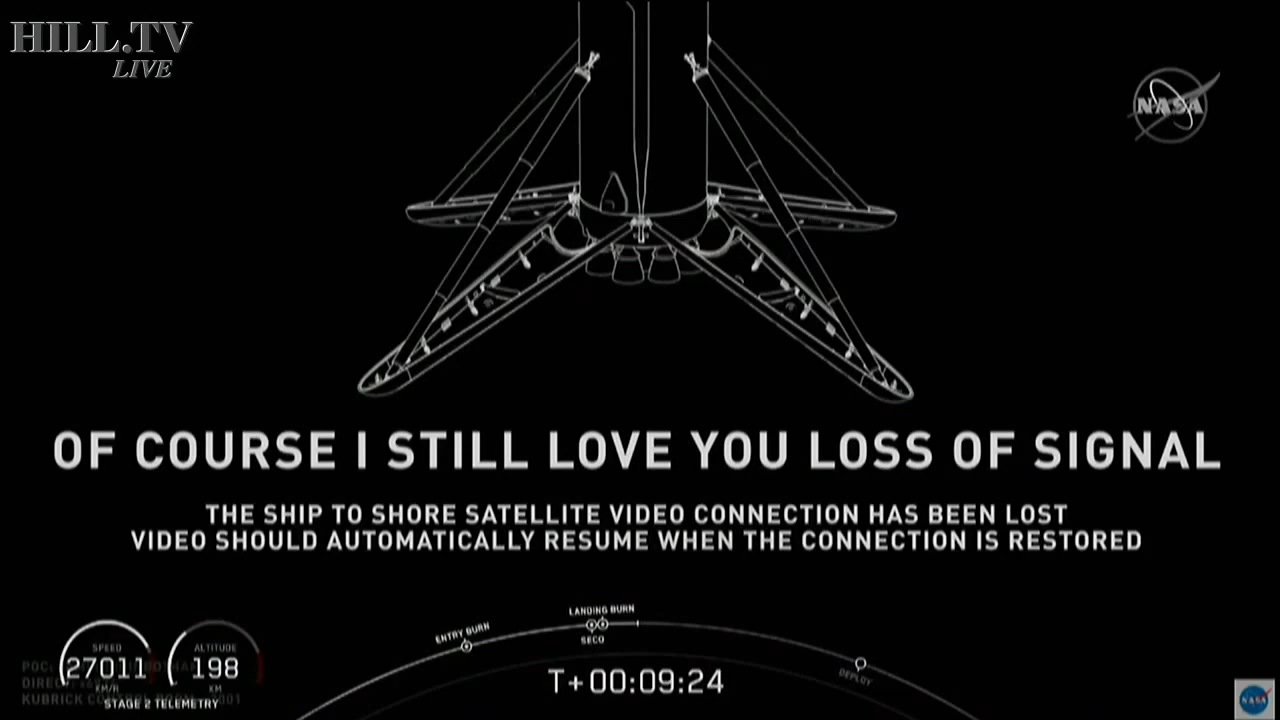 HILL.TV
LIVE
NASA
OF COURSE I STILL LOVE YOU LOSS OF SIGNAL
THE SHIP TO SHORE SATELLITE VIDEO CONNECTION HAS BEEN LOST
VIDEO SHOULD AUTOMATICALLY RESUME WHEN THE CONNECTION IS RESTORED
LANDING BURN
ENTRY BURN
SECO
SPEED
27011
KM/H
ALTITUDE
198
KM
STAGE 2 TELEMETRY
T+00:09:24
DEPLOY
KUBRICK
NASA